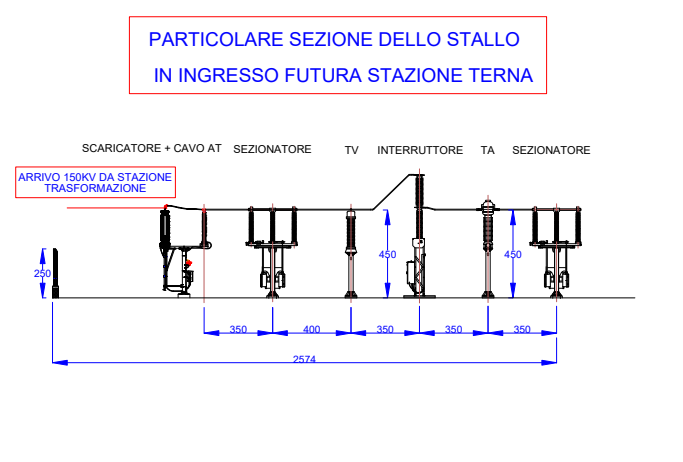 PARTICOLARE SEZIONE DELLO STALLO
IN INGRESSO FUTURA STAZIONE TERNA
SCARICATORE + CAVO AT SEZIONATORE TV INTERRUTTORE TA SEZIONATORE
ARRIVO 150KV DA STAZIONE
TRASFORMAZIONE
450 450
250
350 400 350 350 350
2574